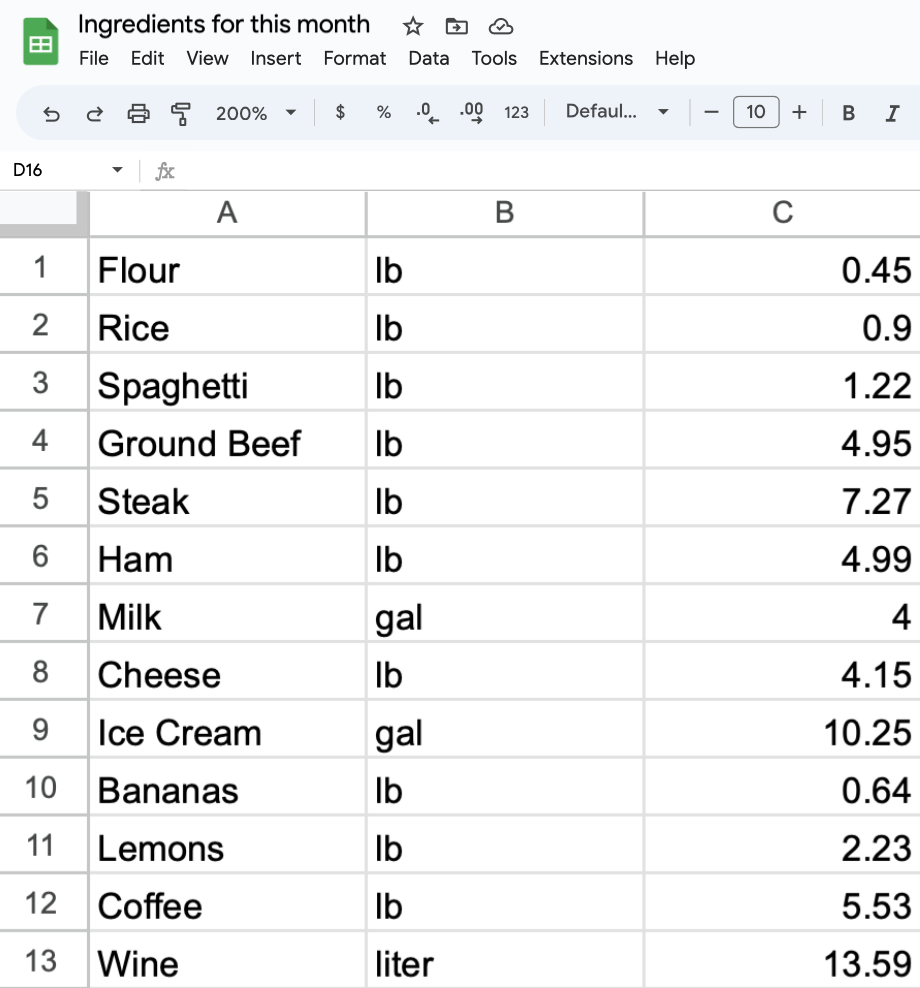 Ingredients for this month
File Edit View Insert Format Data Tools Extensions Help
200% $ % .0 .00 123 Defaul... − 10 + B I
D16 fx
A B C
1 Flour lb 0.45
2 Rice lb 0.9
3 Spaghetti lb 1.22
4 Ground Beef lb 4.95
5 Steak lb 7.27
6 Ham lb 4.99
7 Milk gal 4
8 Cheese lb 4.15
9 Ice Cream gal 10.25
10 Bananas lb 0.64
11 Lemons lb 2.23
12 Coffee lb 5.53
13 Wine liter 13.59